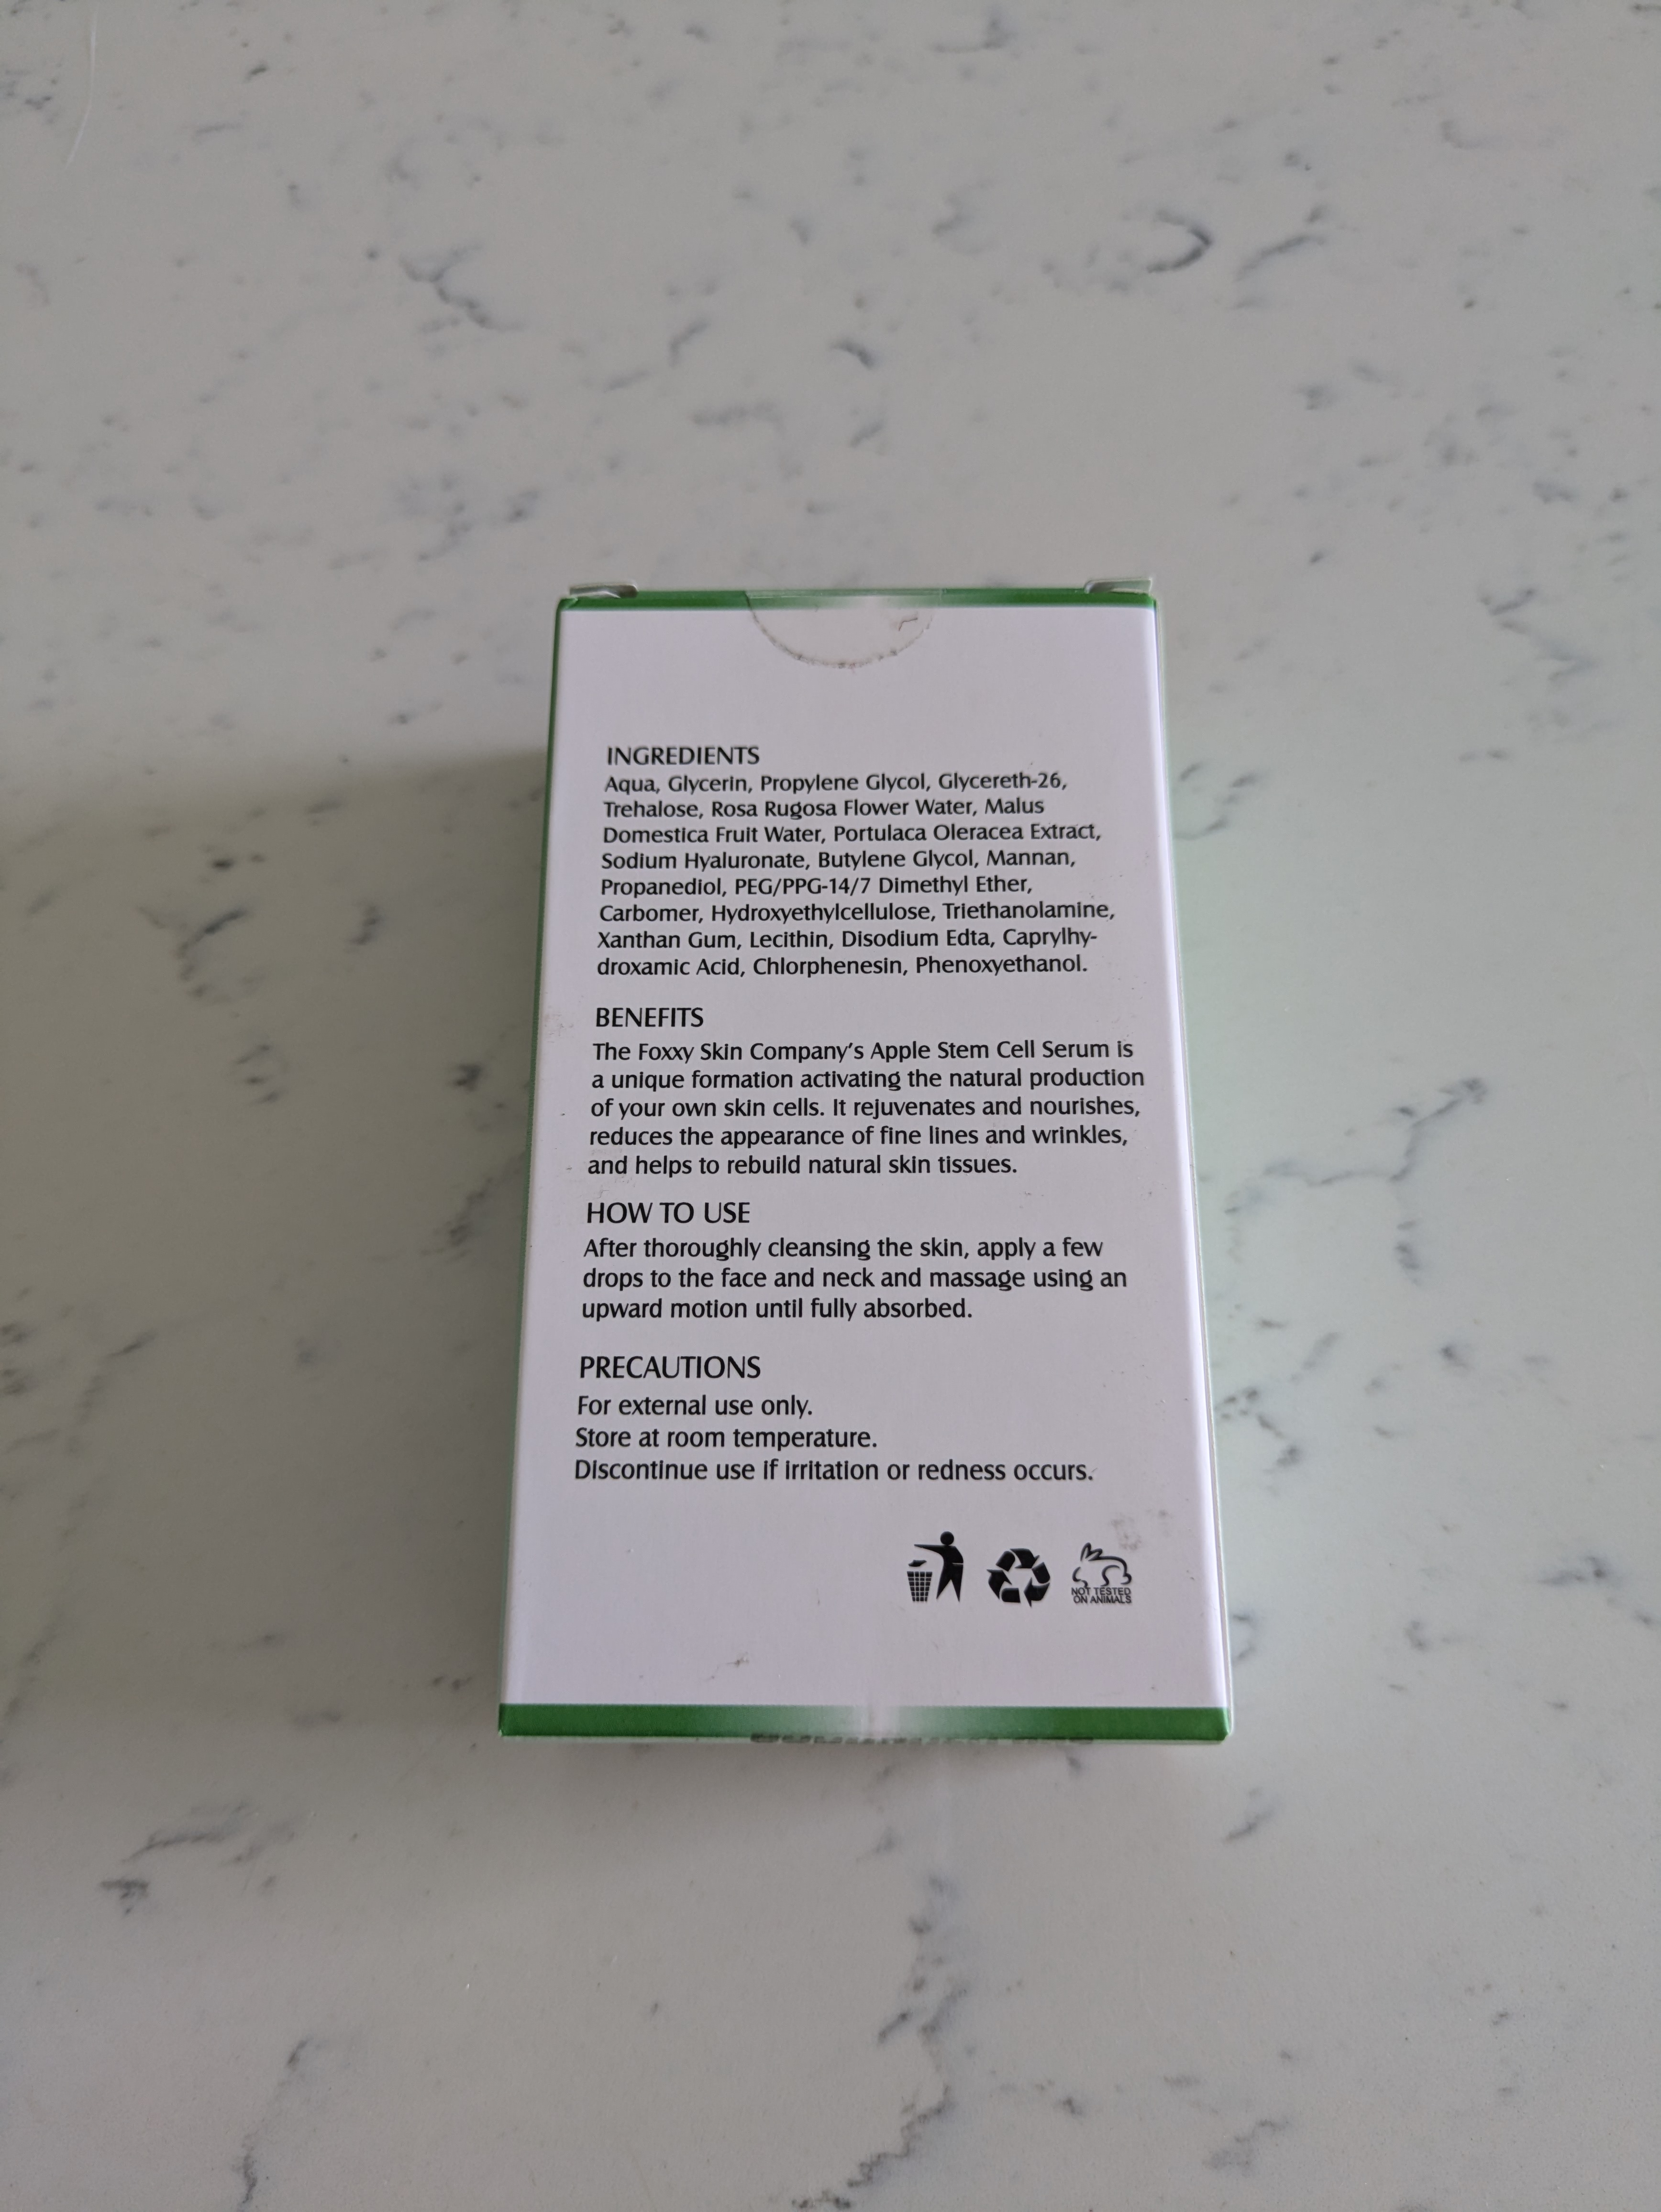 INGREDIENTS
Aqua, Glycerin, Propylene Glycol, Glycereth-26,
Trehalose, Rosa Rugosa Flower Water, Malus
Domestica Fruit Water, Portulaca Oleracea Extract,
Sodium Hyaluronate, Butylene Glycol, Mannan,
Propanediol, PEG/PPG-14/7 Dimethyl Ether,
Carbomer, Hydroxyethylcellulose, Triethanolamine,
Xanthan Gum, Lecithin, Disodium Edta, Caprylhy-
droxamic Acid, Chlorphenesin, Phenoxyethanol.
BENEFITS
The Foxxy Skin Company's Apple Stem Cell Serum is
a unique formation activating the natural production
of your own skin cells. It rejuvenates and nourishes,
reduces the appearance of fine lines and wrinkles,
and helps to rebuild natural skin tissues.
HOW TO USE
After thoroughly cleansing the skin, apply a few
drops to the face and neck and massage using an
upward motion until fully absorbed.
PRECAUTIONS
For external use only.
Store at room temperature.
Discontinue use if irritation or redness occurs.
NOT TESTED
ON ANIMALS